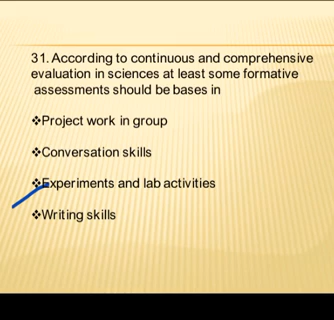 31. According to continuous and comprehensive
evaluation in sciences at least some formative
assessments should be bases in
❖Project work in group
❖Conversation skills
❖Experiments and lab activities
❖Writing skills